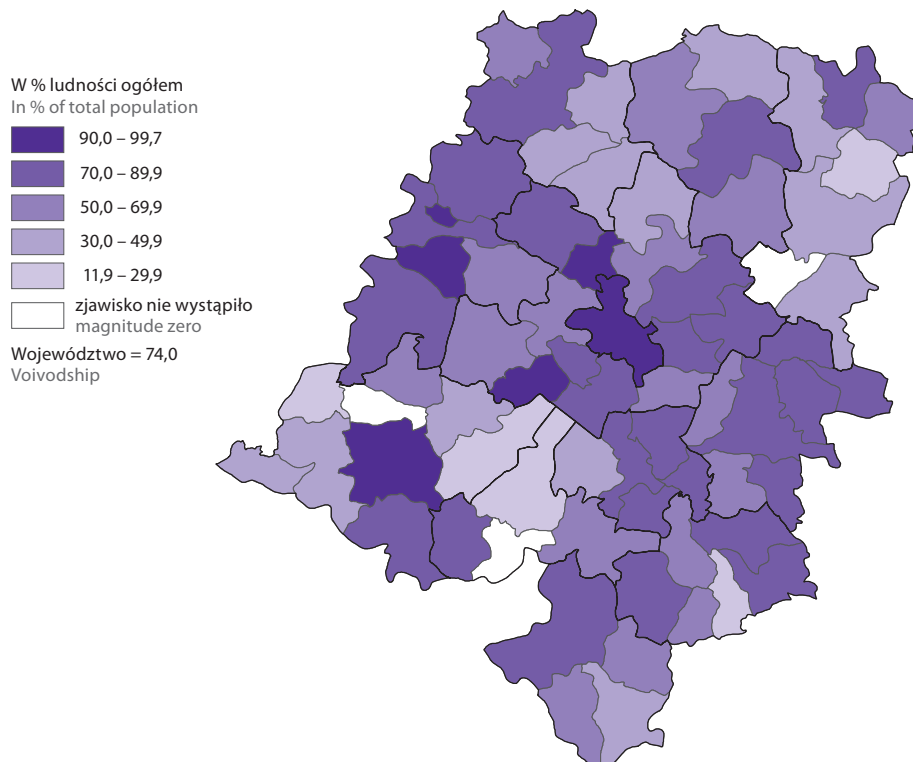 W % ludności ogółem
In % of total population
90,0 – 99,7
70,0 – 89,9
50,0 – 69,9
30,0 – 49,9
11,9 – 29,9
zjawisko nie wystąpiło
magnitude zero
Województwo = 74,0
Voivodship